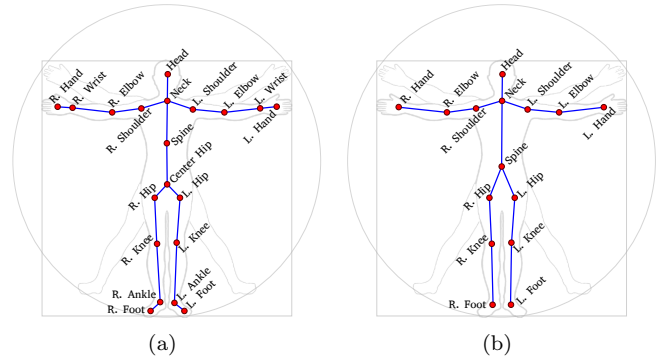 Head
Neck
R. Hand
R. Wrist
R. Elbow
R. Shoulder
L. Shoulder
L. Elbow
L. Wrist
L. Hand
Spine
Center Hip
R. Hip
L. Hip
R. Knee
L. Knee
R. Ankle
L. Ankle
R. Foot
L. Foot
(a)
Head
Neck
R. Hand
R. Elbow
R. Shoulder
L. Shoulder
L. Elbow
L. Hand
Spine
R. Hip
L. Hip
R. Knee
L. Knee
R. Foot
L. Foot
(b)